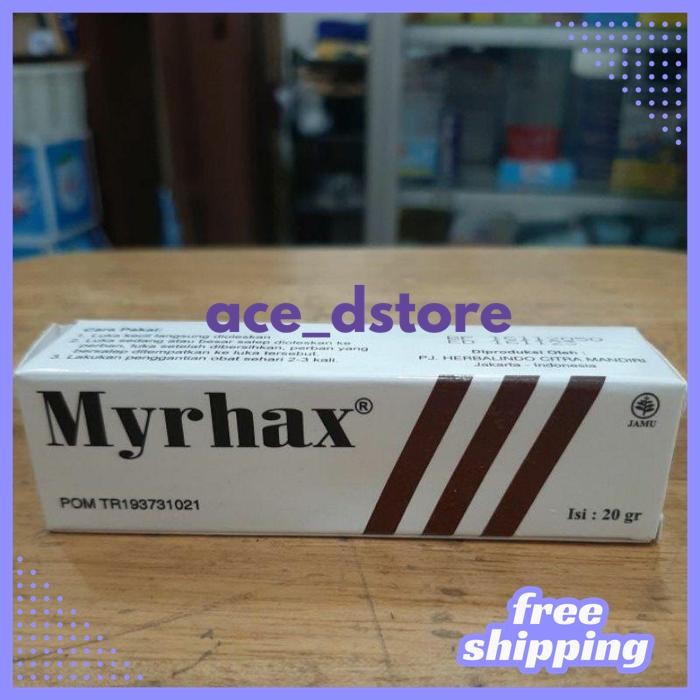 free
shipping
ace_dstore
Cara Pakai:
1. Luka kecil langsung dioleskan
2. Luka sedang atau besar salep dioleskan ke
perban, luka setelah dibersihkan, perban yang
bersalep ditempatkan ke luka tersebut.
3. Lakukan penggantian obat sehari 2-3 kali.
Diproduksi Oleh :
PJ. HERBALINDO CITRA MANDIRI
Jakarta - Indonesia
Myrhax®
JAMU
POM TR193731021
Isi : 20 gr
free
shipping